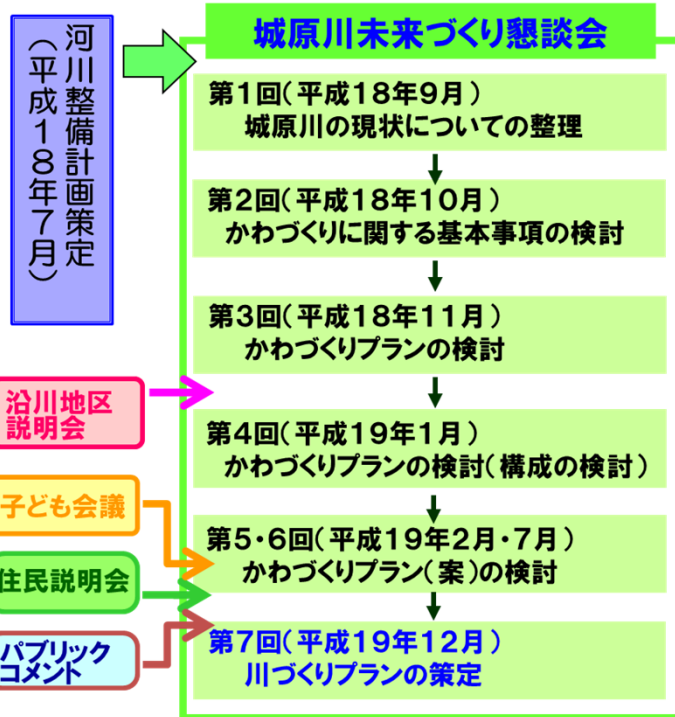 城原川未来づくり懇談会
河川整備計画策定
(平成18年7月)
第1回(平成18年9月)
城原川の現状についての整理
第2回(平成18年10月)
かわづくりに関する基本事項の検討
第3回(平成18年11月)
かわづくりプランの検討
沿川地区
説明会
第4回(平成19年1月)
かわづくりプランの検討(構成の検討)
子ども会議
第5・6回(平成19年2月・7月)
かわづくりプラン(案)の検討
住民説明会
第7回(平成19年12月)
川づくりプランの策定
パブリック
コメント